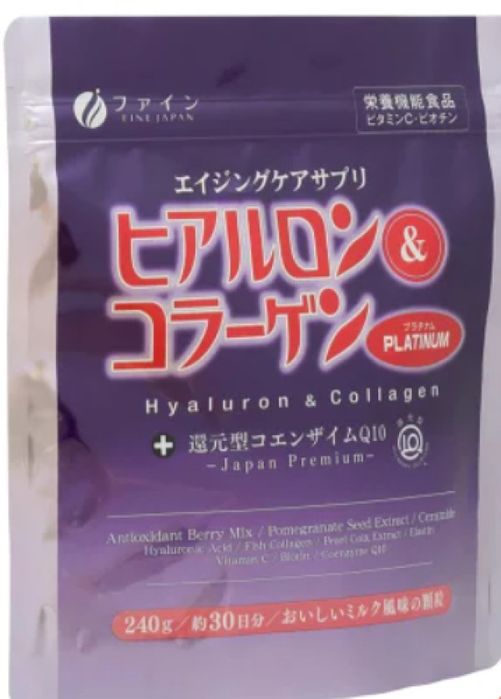 ファイン
FINE JAPAN
栄養機能食品
ビタミンC・ビオチン
エイジングケアサプリ
ヒアルロン&
コラーゲン
プラチナム
PLATINUM
Hyaluron & Collagen
+ 還元型コエンザイムQ10
-Japan Premium-
Antioxidant Berry Mix / Pomegranate Seed Extract / Ceramide
Hyaluronic Acid / Fish Collagen / Pearl Coix Extract / Elastin
Vitamin C / Biotin / Coenzyme Q10
240g/約30日分/おいしいミルク風味の顆粒